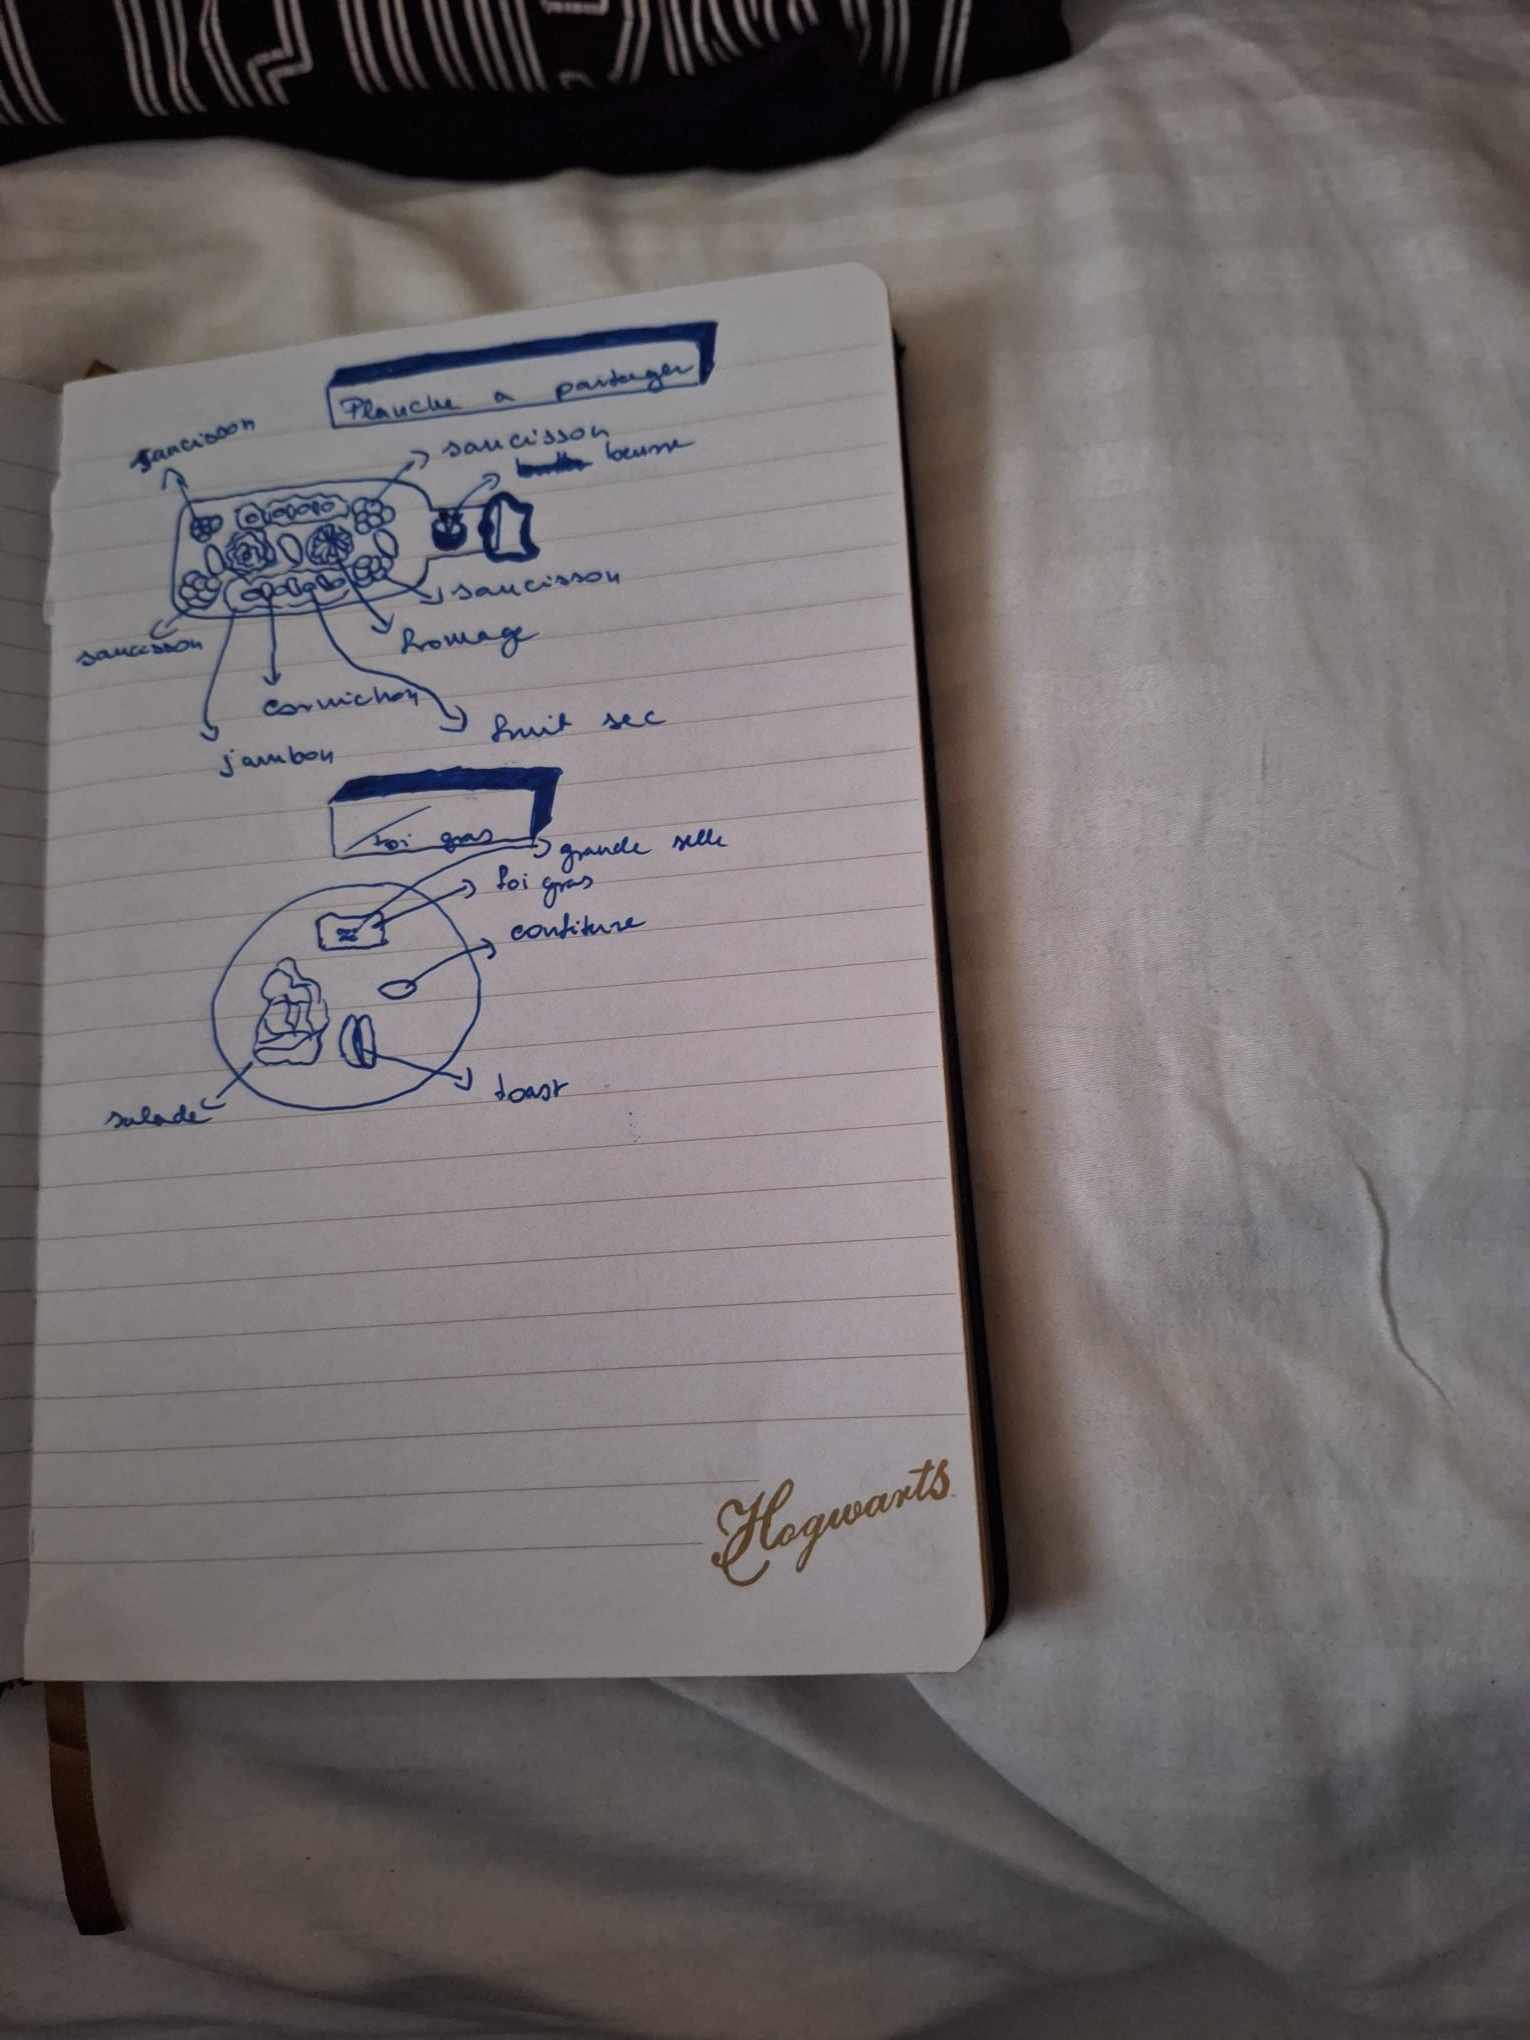 Planche a partager
saucisson
saucisson
beurre
saucisson
saucisson
fromage
cornichon
fruit sec
jambon
foi gras
grande selle
foi gras
confiture
toast
salade
Hogwarts